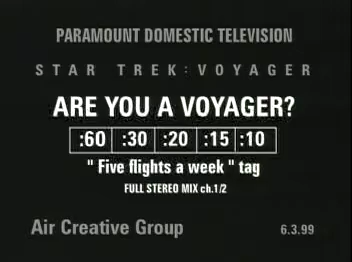 PARAMOUNT DOMESTIC TELEVISION
STAR TREK: VOYAGER
ARE YOU A VOYAGER?
:60 :30 :20 :15 :10
" Five flights a week " tag
FULL STEREO MIX ch.1/2
Air Creative Group 6.3.99